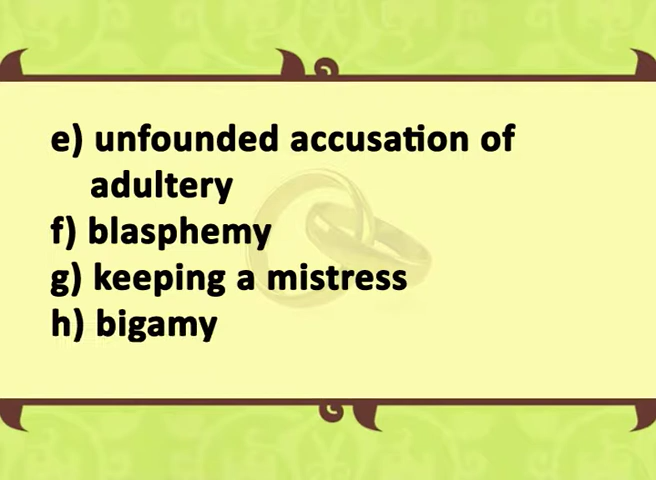 e) unfounded accusation of
adultery
f) blasphemy
g) keeping a mistress
h) bigamy